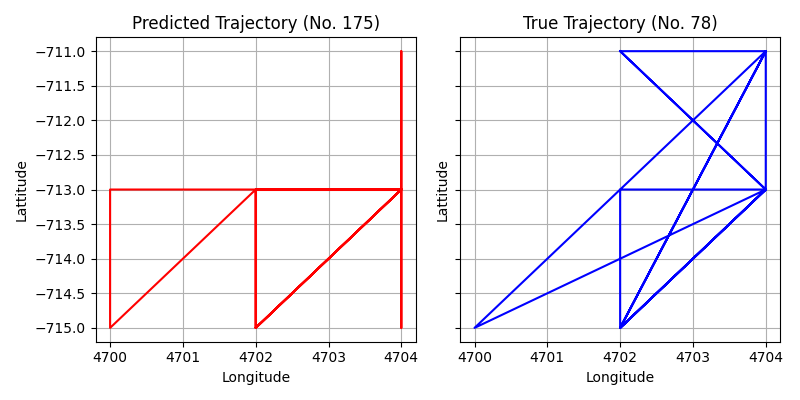 Predicted Trajectory (No. 175)
−711.0
−711.5
−712.0
−712.5
−713.0
−713.5
−714.0
−714.5
−715.0
Lattitude
4700 4701 4702 4703 4704
Longitude
True Trajectory (No. 78)
Lattitude
4700 4701 4702 4703 4704
Longitude